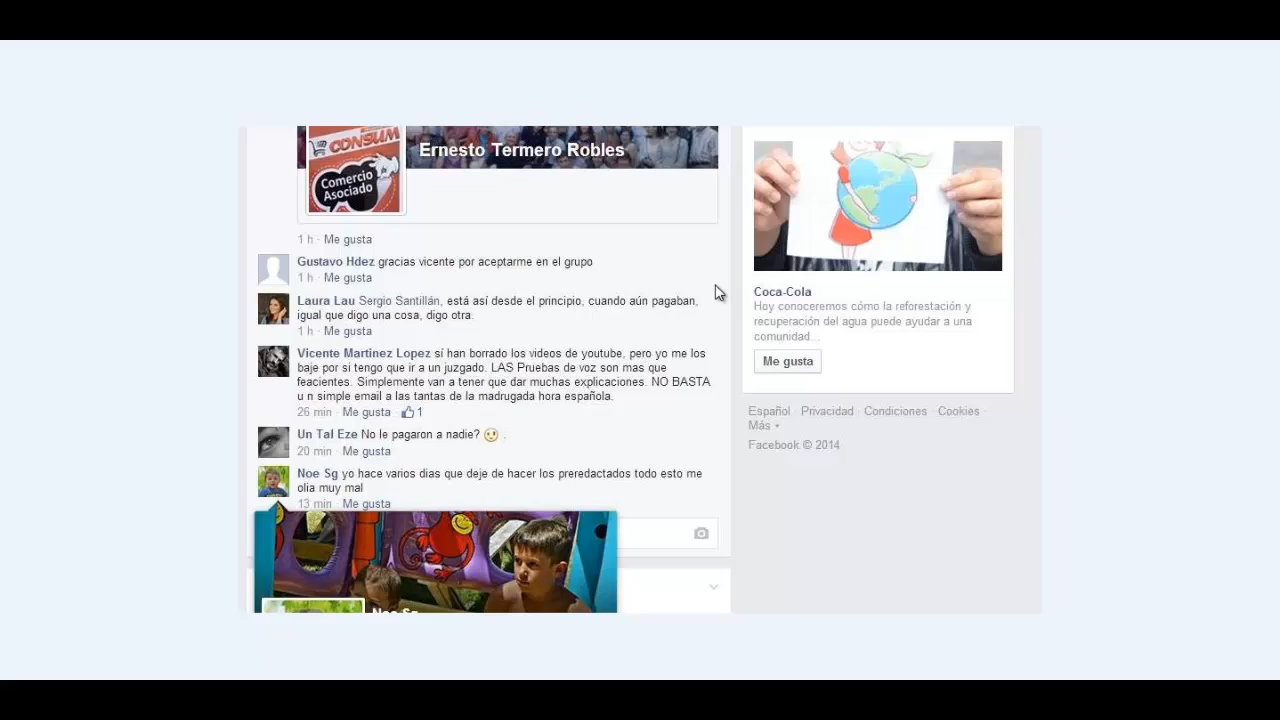 CONSUM
Comercio
Asociado
Ernesto Termero Robles
1 h · Me gusta
Gustavo Hdez gracias vicente por aceptarme en el grupo
1 h · Me gusta
Laura Lau Sergio Santillán, está así desde el principio, cuando aún pagaban,
igual que digo una cosa, digo otra.
1 h · Me gusta
Vicente Martinez Lopez sí han borrado los videos de youtube, pero yo me los
baje por si tengo que ir a un juzgado. LAS Pruebas de voz son mas que
feacientes. Simplemente van a tener que dar muchas explicaciones. NO BASTA
u n simple email a las tantas de la madrugada hora española.
26 min · Me gusta · 1
Un Tal Eze No le pagaron a nadie? .
20 min · Me gusta
Noe Sg yo hace varios dias que deje de hacer los preredactados todo esto me
olia muy mal
13 min · Me gusta
Noe Sg
Coca-Cola
Hoy conoceremos cómo la reforestación y
recuperación del agua puede ayudar a una
comunidad...
Me gusta
Español · Privacidad · Condiciones · Cookies ·
Más
Facebook © 2014